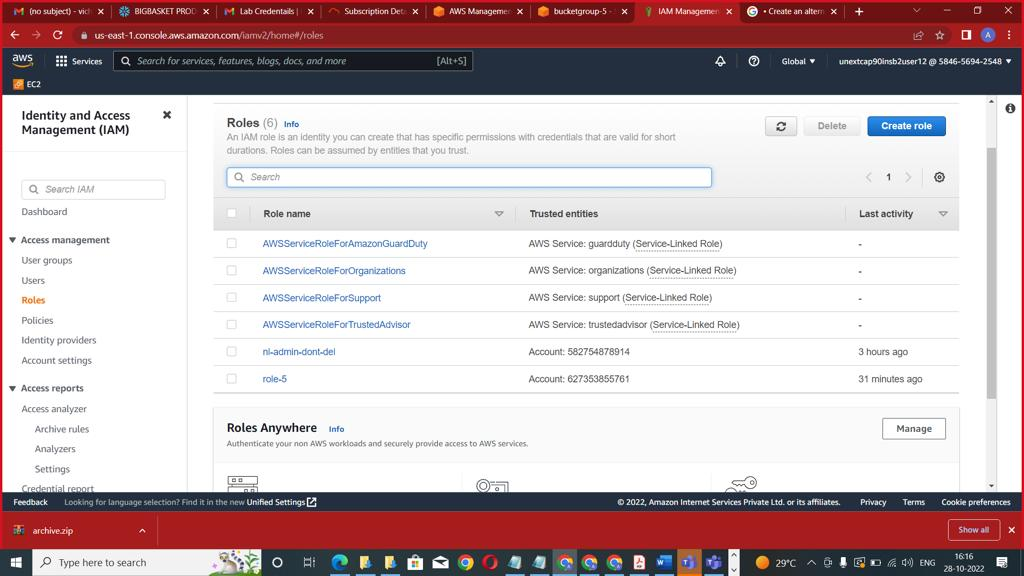 (no subject) - vich
BIGBASKET PROD
Lab Credentials |
Subscription Det
AWS Managemen
bucketgroup-5 -
IAM Managemen
• Create an altern
us-east-1.console.aws.amazon.com/iamv2/home#/roles
A
aws
Services
Search for services, features, blogs, docs, and more
[Alt+S]
Global
unextcap90insb2user12 @ 5846-5694-2548
EC2
Identity and Access
Management (IAM)
Search IAM
Dashboard
Access management
User groups
Users
Roles
Policies
Identity providers
Account settings
Access reports
Access analyzer
Archive rules
Analyzers
Settings
Credential report
Roles (6) Info
An IAM role is an identity you can create that has specific permissions with credentials that are valid for short
durations. Roles can be assumed by entities that you trust.
Delete
Create role
Search
1
Role name
Trusted entities
Last activity
AWSServiceRoleForAmazonGuardDuty
AWS Service: guardduty (Service-Linked Role)
-
AWSServiceRoleForOrganizations
AWS Service: organizations (Service-Linked Role)
-
AWSServiceRoleForSupport
AWS Service: support (Service-Linked Role)
-
AWSServiceRoleForTrustedAdvisor
AWS Service: trustedadvisor (Service-Linked Role)
-
nl-admin-dont-del
Account: 582754878914
3 hours ago
role-5
Account: 627353855761
31 minutes ago
Roles Anywhere Info
Authenticate your non AWS workloads and securely provide access to AWS services.
Manage
Feedback
Looking for language selection? Find it in the new Unified Settings
© 2022, Amazon Internet Services Private Ltd. or its affiliates.
Privacy
Terms
Cookie preferences
archive.zip
Show all
Type here to search
29°C
ENG
16:16
28-10-2022